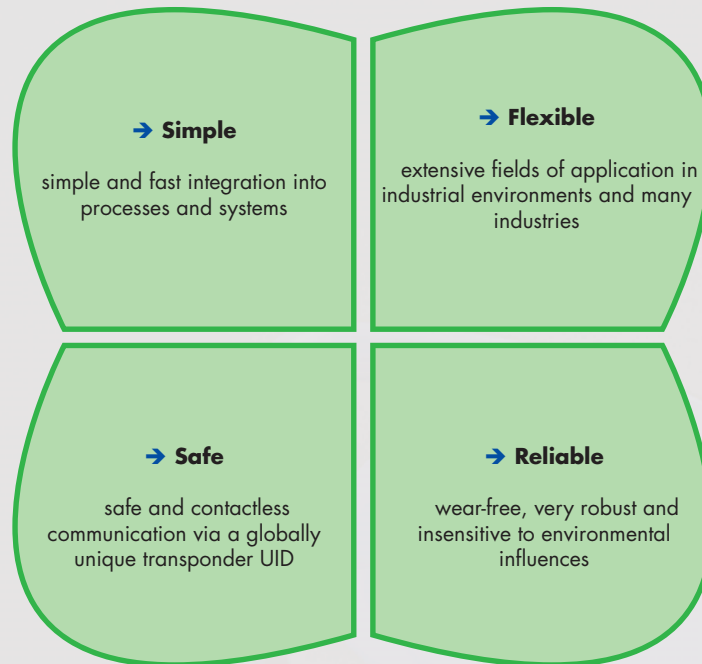 ➔ Simple
simple and fast integration into
processes and systems
➔ Flexible
extensive fields of application in
industrial environments and many
industries
➔ Safe
safe and contactless
communication via a globally
unique transponder UID
➔ Reliable
wear-free, very robust and
insensitive to environmental
influences